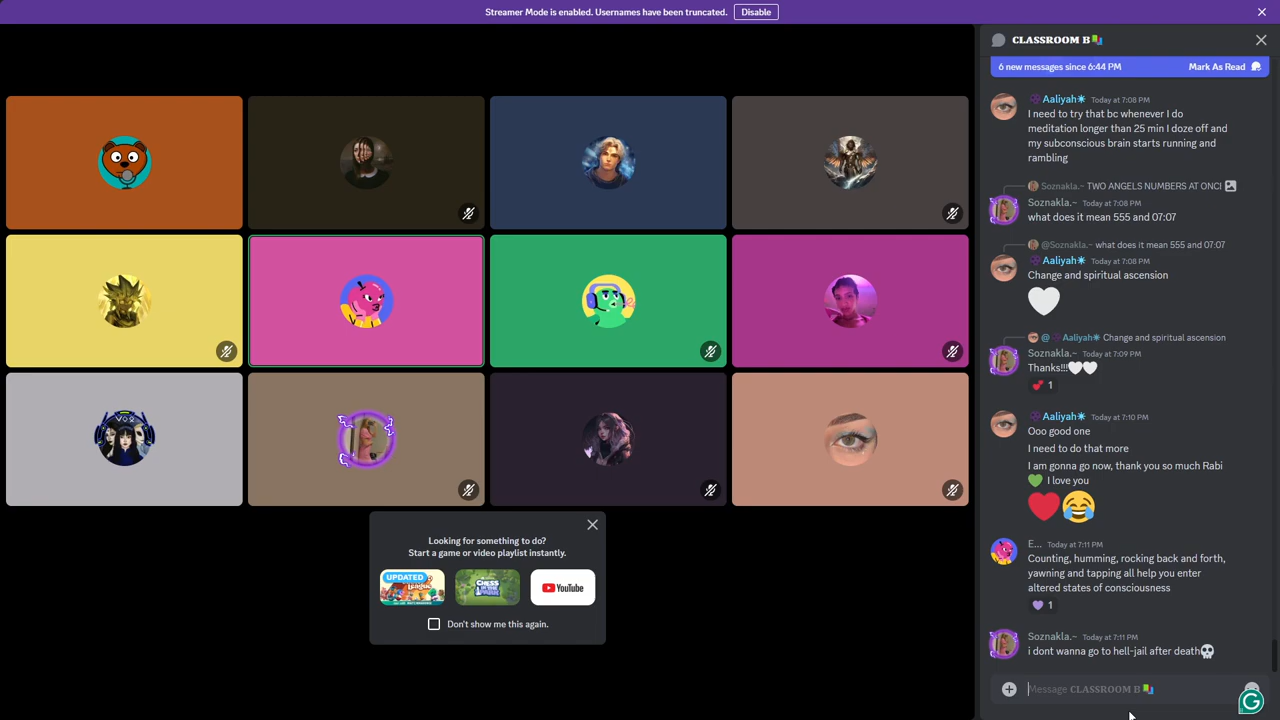 Streamer Mode is enabled. Usernames have been truncated. Disable
CLASSROOM B
6 new messages since 6:44 PM Mark As Read
Aaliyah Today at 7:08 PM
I need to try that bc whenever I do
meditation longer than 25 min I doze off and
my subconscious brain starts running and
rambling
Soznakla.~ TWO ANGELS NUMBERS AT ONC!
Soznakla.~ Today at 7:08 PM
what does it mean 555 and 07:07
@Soznakla.~ what does it mean 555 and 07:07
Aaliyah Today at 7:08 PM
Change and spiritual ascension
@ Aaliyah Change and spiritual ascension
Soznakla.~ Today at 7:09 PM
Thanks!!!
1
Aaliyah Today at 7:10 PM
Ooo good one
I need to do that more
I am gonna go now, thank you so much Rabi
I love you
E... Today at 7:11 PM
Counting, humming, rocking back and forth,
yawning and tapping all help you enter
altered states of consciousness
1
Soznakla.~ Today at 7:11 PM
i dont wanna go to hell-jail after death
Message CLASSROOM B
Looking for something to do?
Start a game or video playlist instantly.
UPDATED
YouTube
Don't show me this again.